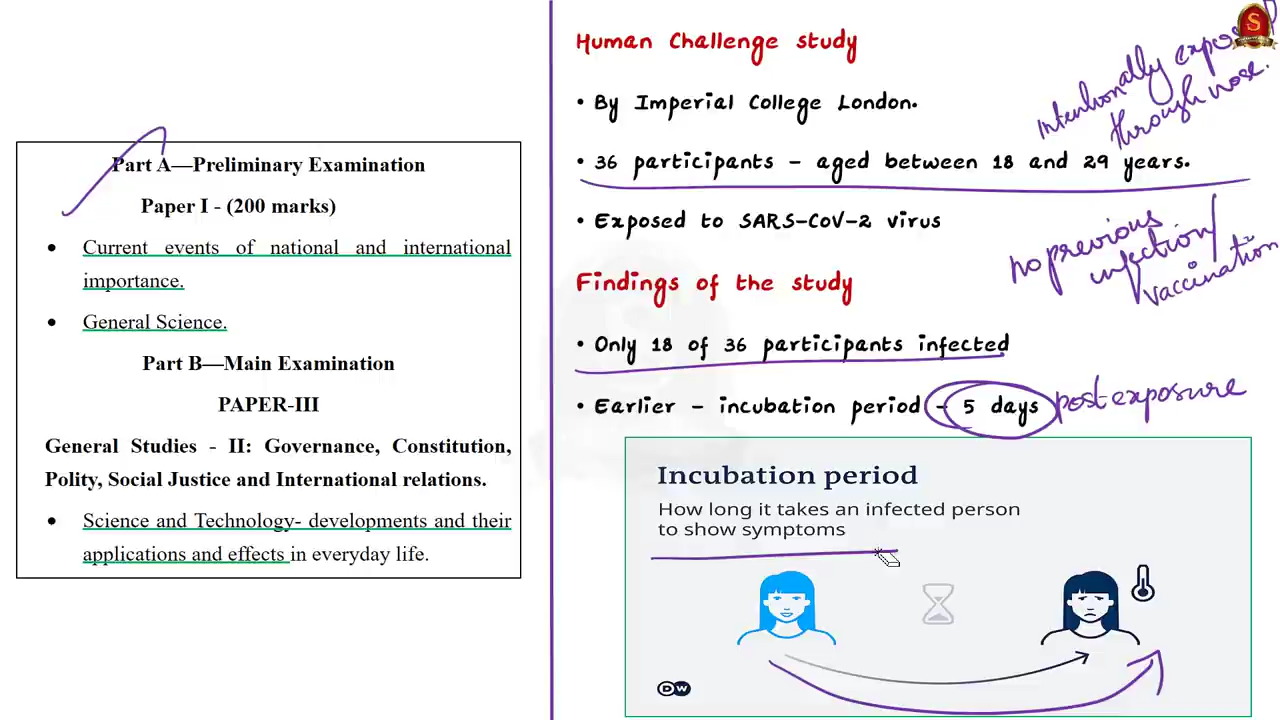 Part A—Preliminary Examination
Paper I - (200 marks)
• Current events of national and international
importance.
• General Science.
Part B—Main Examination
PAPER-III
General Studies - II: Governance, Constitution,
Polity, Social Justice and International relations.
• Science and Technology- developments and their
applications and effects in everyday life.
Human Challenge study
• By Imperial College London.
Intentionally exposed
through nose.
• 36 participants - aged between 18 and 29 years.
• Exposed to SARS-CoV-2 virus
no previous
infection/
vaccination
Findings of the study
• Only 18 of 36 participants infected
• Earlier - incubation period - 5 days post exposure
Incubation period
How long it takes an infected person
to show symptoms
DW
S